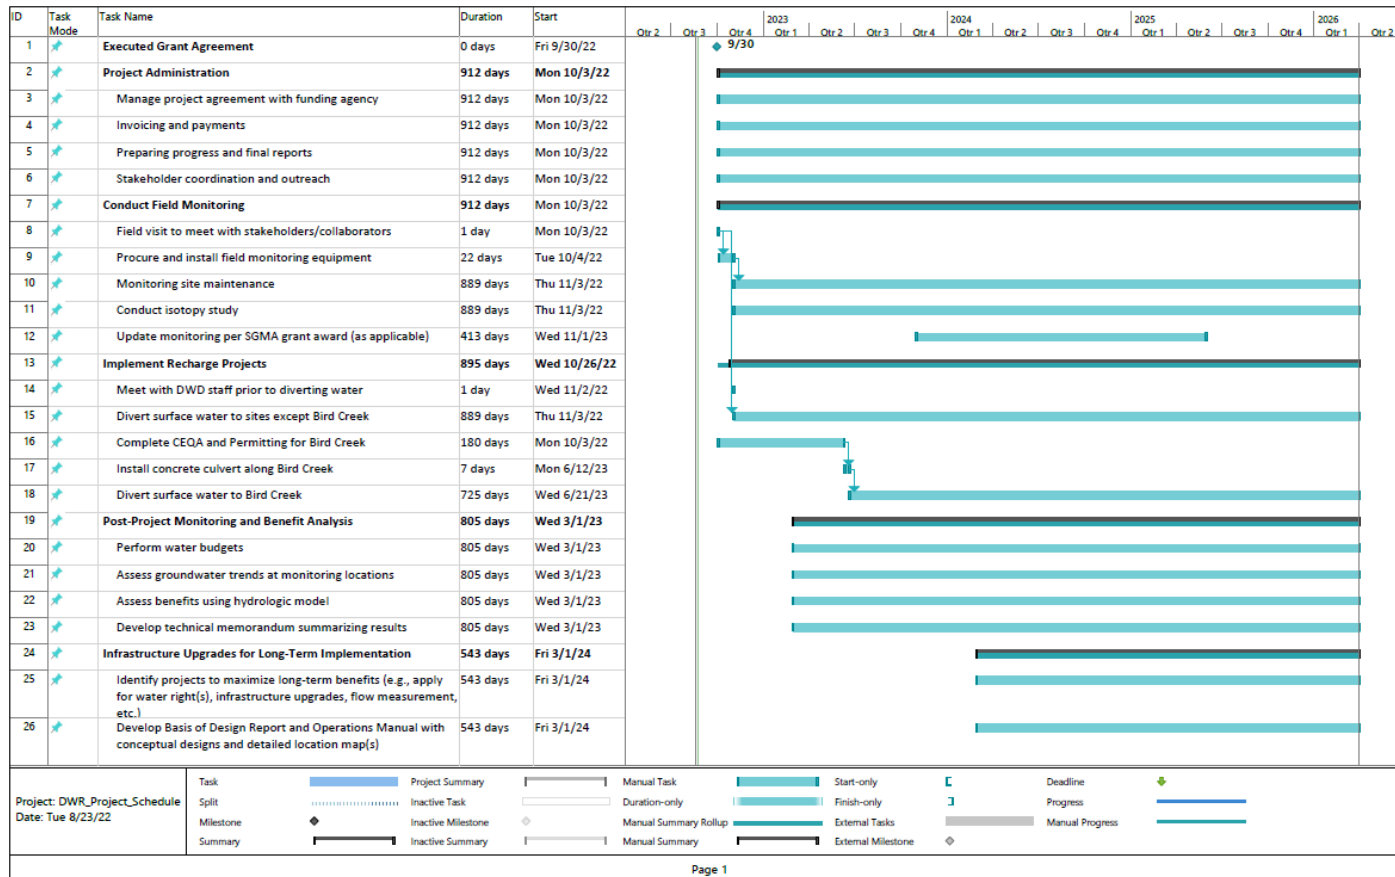 ID Task Mode Task Name Duration Start
2023 2024 2025 2026
Qtr 2 Qtr 3 Qtr 4 Qtr 1 Qtr 2 Qtr 3 Qtr 4 Qtr 1 Qtr 2 Qtr 3 Qtr 4 Qtr 1 Qtr 2 Qtr 3 Qtr 4 Qtr 1 Qtr 2
1 Executed Grant Agreement 0 days Fri 9/30/22 9/30
2 Project Administration 912 days Mon 10/3/22
3 Manage project agreement with funding agency 912 days Mon 10/3/22
4 Invoicing and payments 912 days Mon 10/3/22
5 Preparing progress and final reports 912 days Mon 10/3/22
6 Stakeholder coordination and outreach 912 days Mon 10/3/22
7 Conduct Field Monitoring 912 days Mon 10/3/22
8 Field visit to meet with stakeholders/collaborators 1 day Mon 10/3/22
9 Procure and install field monitoring equipment 22 days Tue 10/4/22
10 Monitoring site maintenance 889 days Thu 11/3/22
11 Conduct isotopy study 889 days Thu 11/3/22
12 Update monitoring per SGMA grant award (as applicable) 413 days Wed 11/1/23
13 Implement Recharge Projects 895 days Wed 10/26/22
14 Meet with DWD staff prior to diverting water 1 day Wed 11/2/22
15 Divert surface water to sites except Bird Creek 889 days Thu 11/3/22
16 Complete CEQA and Permitting for Bird Creek 180 days Mon 10/3/22
17 Install concrete culvert along Bird Creek 7 days Mon 6/12/23
18 Divert surface water to Bird Creek 725 days Wed 6/21/23
19 Post-Project Monitoring and Benefit Analysis 805 days Wed 3/1/23
20 Perform water budgets 805 days Wed 3/1/23
21 Assess groundwater trends at monitoring locations 805 days Wed 3/1/23
22 Assess benefits using hydrologic model 805 days Wed 3/1/23
23 Develop technical memorandum summarizing results 805 days Wed 3/1/23
24 Infrastructure Upgrades for Long-Term Implementation 543 days Fri 3/1/24
25 Identify projects to maximize long-term benefits (e.g., apply 543 days Fri 3/1/24
for water right(s), infrastructure upgrades, flow measurement,
etc.)
26 Develop Basis of Design Report and Operations Manual with 543 days Fri 3/1/24
conceptual designs and detailed location map(s)
Project: DWR_Project_Schedule
Date: Tue 8/23/22
Task Project Summary Manual Task Start-only Deadline
Split Inactive Task Duration-only Finish-only Progress
Milestone Inactive Milestone Manual Summary Rollup External Tasks Manual Progress
Summary Inactive Summary Manual Summary External Milestone
Page 1